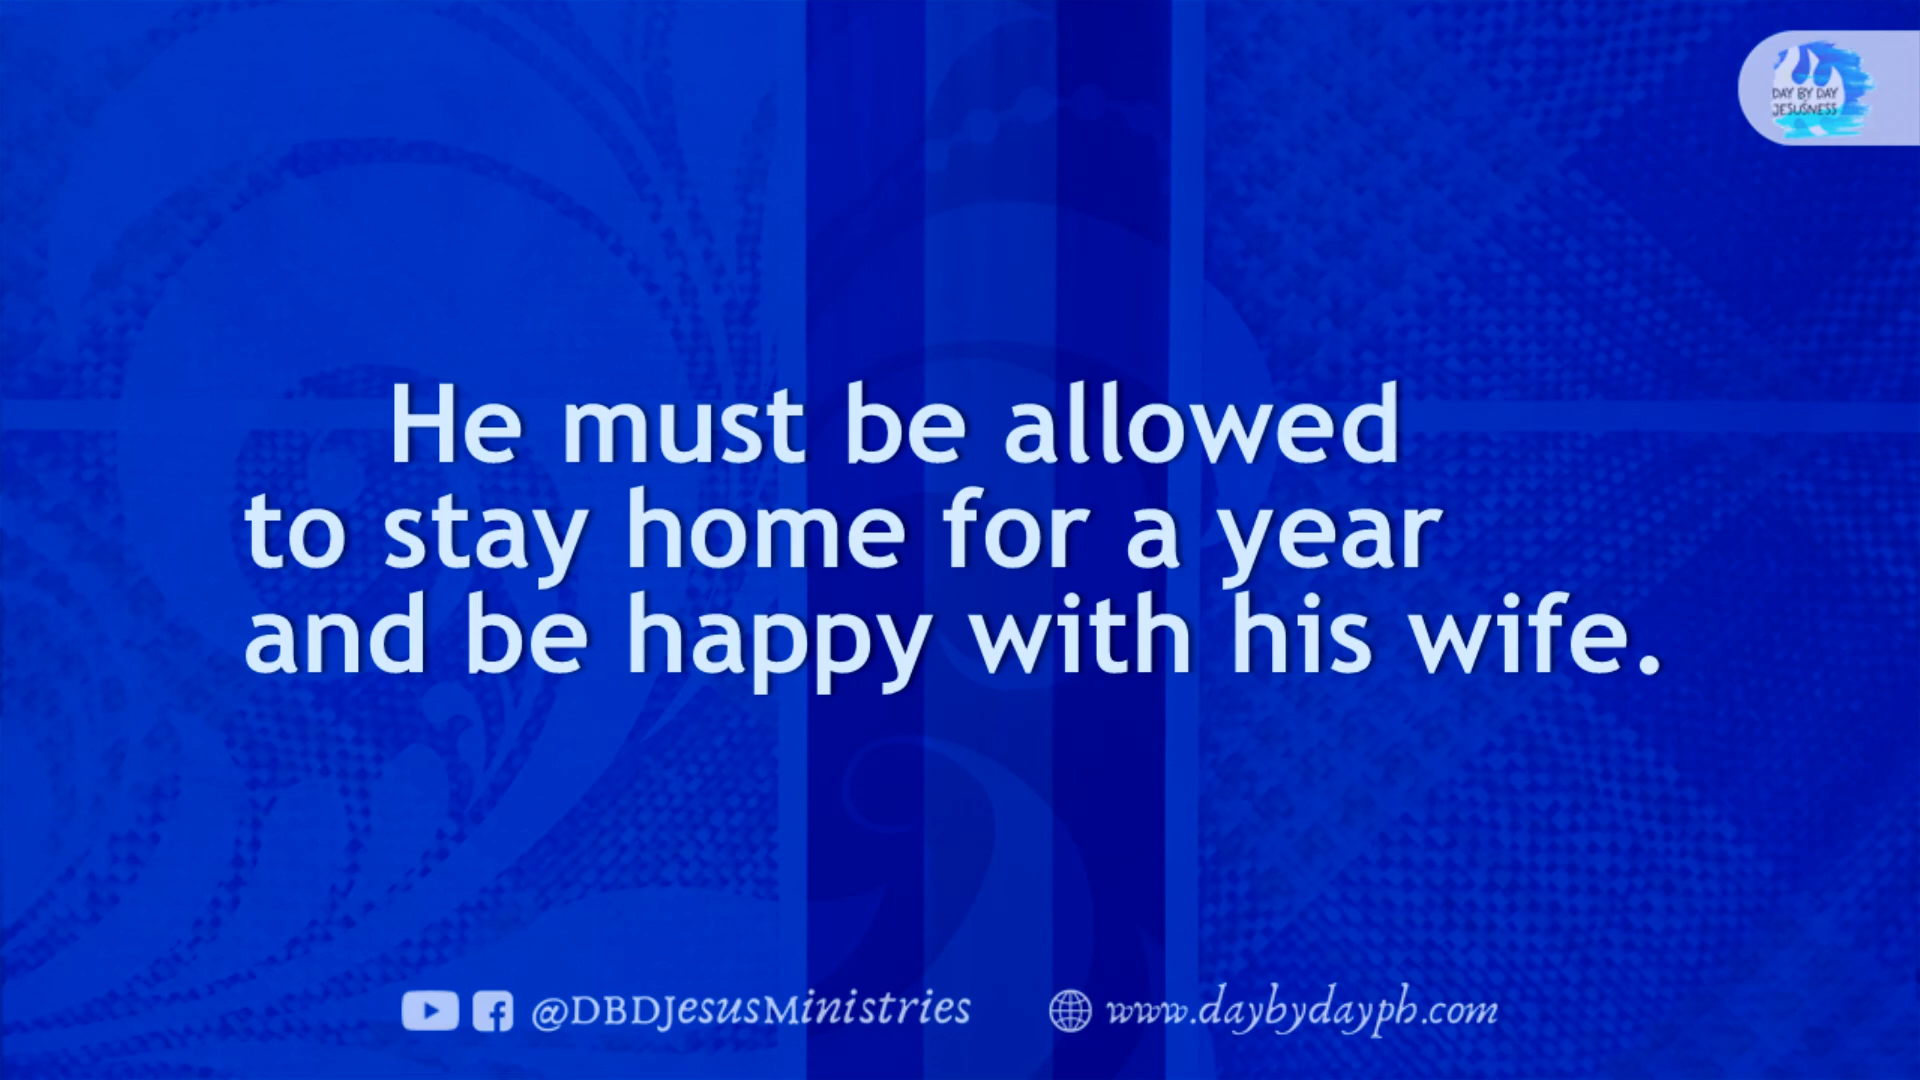 DAY BY DAY
JESUSNESS
He must be allowed
to stay home for a year
and be happy with his wife.
@DBDJesusMinistries
www.daybydayph.com